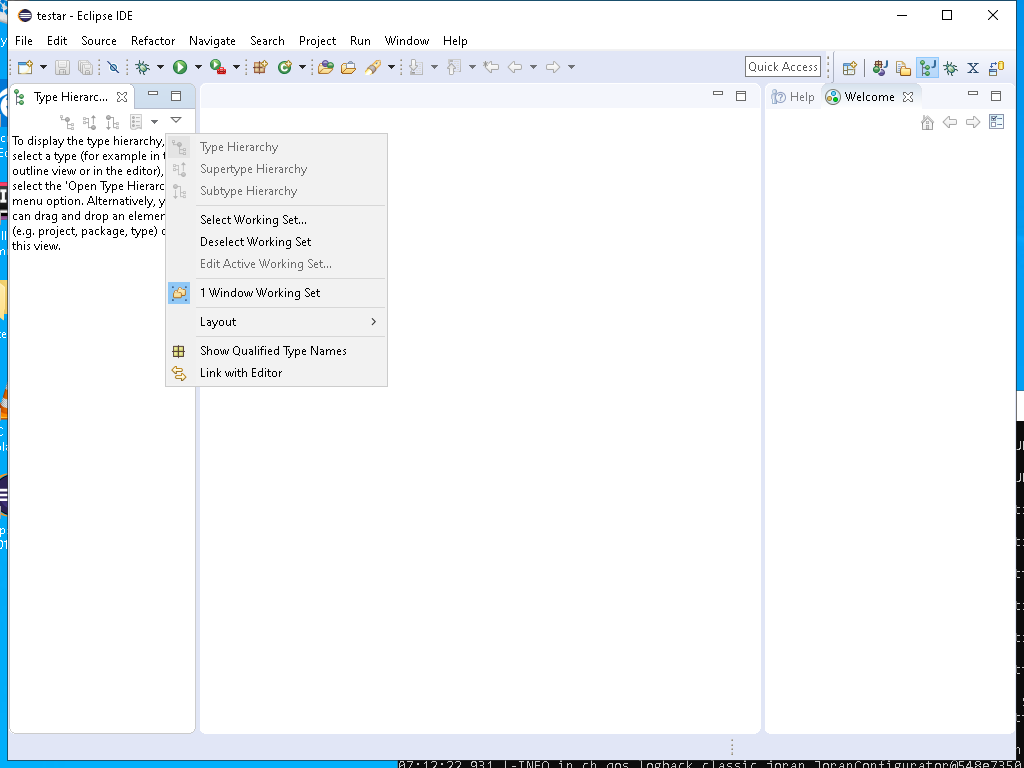 testar - Eclipse IDE
File Edit Source Refactor Navigate Search Project Run Window Help
Quick Access
Type Hierarc...
Help
Welcome
To display the type hierarchy,
select a type (for example in
outline view or in the editor),
select the 'Open Type Hierarc
menu option. Alternatively,
can drag and drop an elemen
(e.g. project, package, type)
this view.
Type Hierarchy
Supertype Hierarchy
Subtype Hierarchy
Select Working Set...
Deselect Working Set
Edit Active Working Set...
1 Window Working Set
Layout
Show Qualified Type Names
Link with Editor
07:12:22,931 |-INFO in ch.qos.logback.classic.joran.JoranConfigurator@548e7350